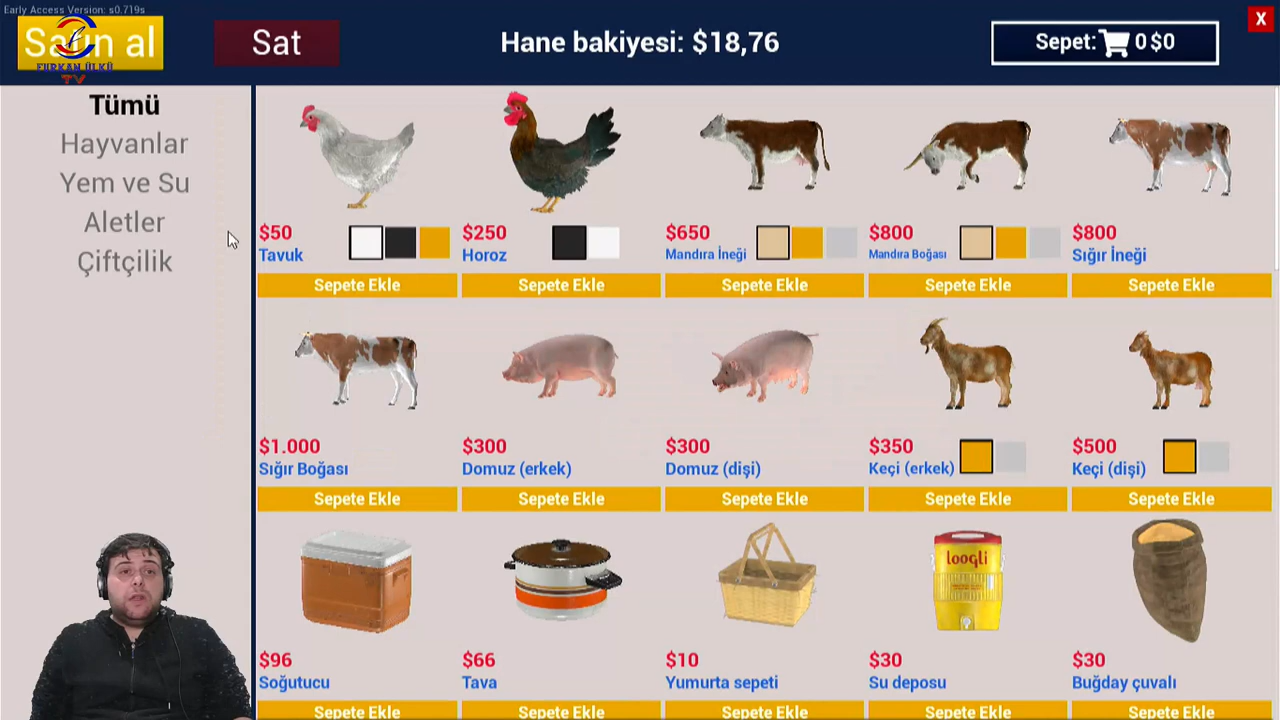 Early Access Version: s0.719s
Satın al
FURKAN ÜLKÜ
TV
Sat
Hane bakiyesi: $18,76
Sepet: 0 $0
X
Tümü
Hayvanlar
Yem ve Su
Aletler
Çiftçilik
$50
Tavuk
Sepete Ekle
$250
Horoz
Sepete Ekle
$650
Mandıra İneği
Sepete Ekle
$800
Mandıra Boğası
Sepete Ekle
$800
Sığır İneği
Sepete Ekle
$1.000
Sığır Boğası
Sepete Ekle
$300
Domuz (erkek)
Sepete Ekle
$300
Domuz (dişi)
Sepete Ekle
$350
Keçi (erkek)
Sepete Ekle
$500
Keçi (dişi)
Sepete Ekle
$96
Soğutucu
Sepete Ekle
$66
Tava
Sepete Ekle
$10
Yumurta sepeti
Sepete Ekle
loogli
$30
Su deposu
Sepete Ekle
$30
Buğday çuvalı
Sepete Ekle